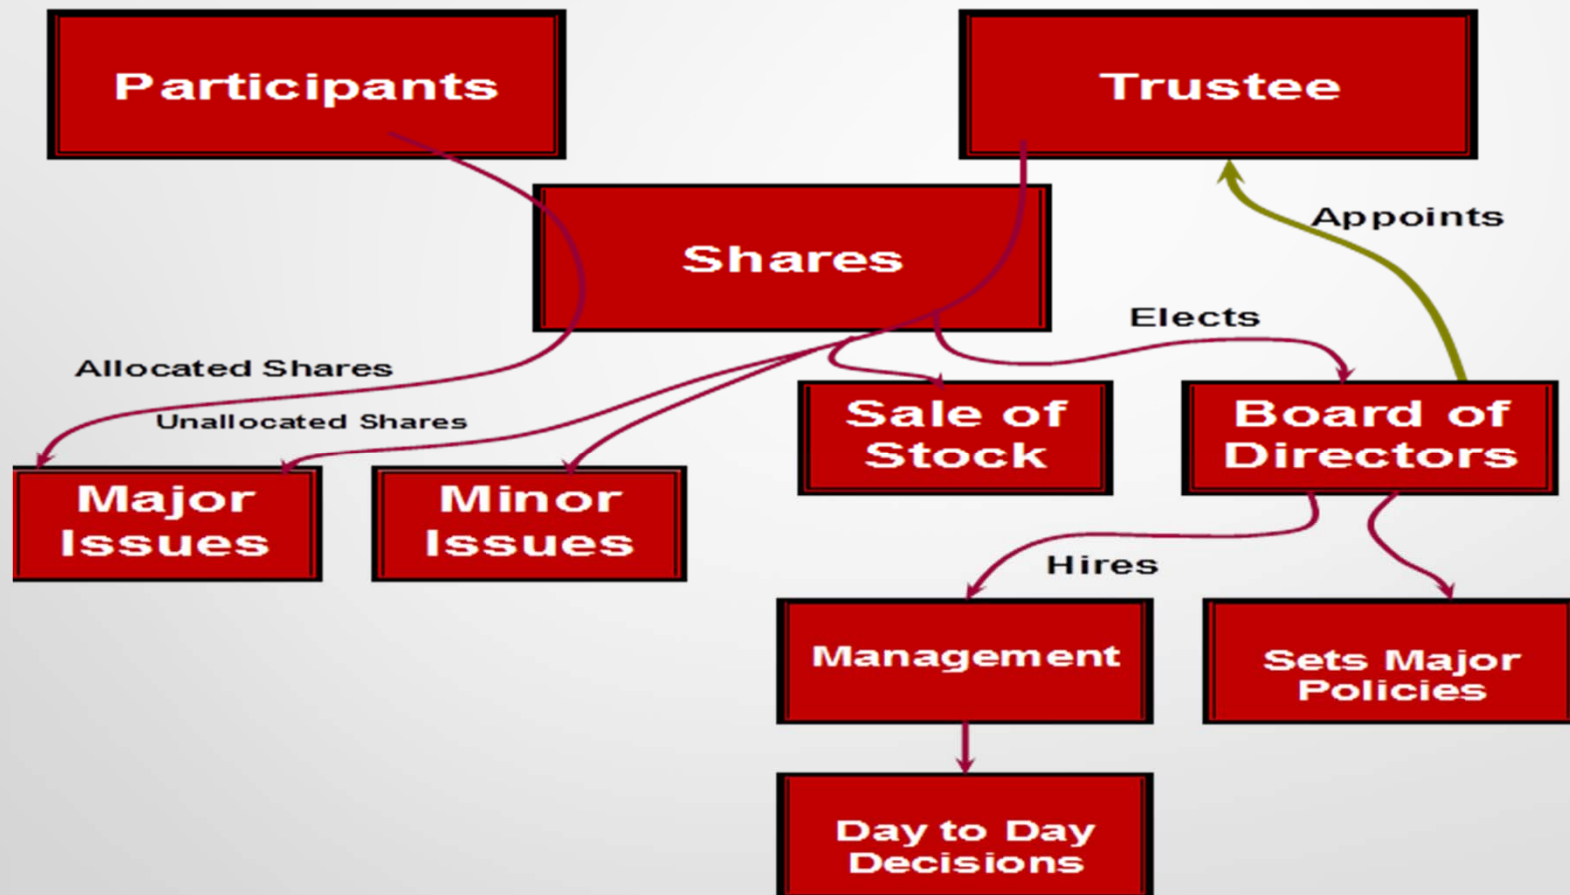 Participants
Trustee
Shares
Appoints
Elects
Allocated Shares
Unallocated Shares
Sale of
Stock
Board of
Directors
Major
Issues
Minor
Issues
Hires
Management
Sets Major
Policies
Day to Day
Decisions